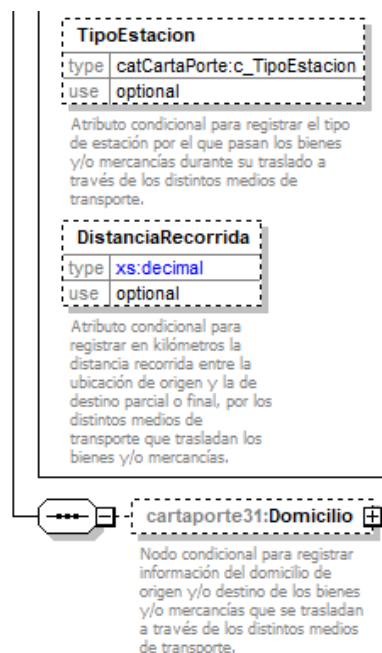 TipoEstacion
type catCartaPorte:c_TipoEstacion
use optional
Atributo condicional para registrar el tipo
de estación por el que pasan los bienes
y/o mercancías durante su traslado a
través de los distintos medios de
transporte.
DistanciaRecorrida
type xs:decimal
use optional
Atributo condicional para
registrar en kilómetros la
distancia recorrida entre la
ubicación de origen y la de
destino parcial o final, por los
distintos medios de
transporte que trasladan los
bienes y/o mercancías.
cartaporte31:Domicilio
Nodo condicional para registrar
información del domicilio de
origen y/o destino de los bienes
y/o mercancías que se trasladan
a través de los distintos medios
de transporte.